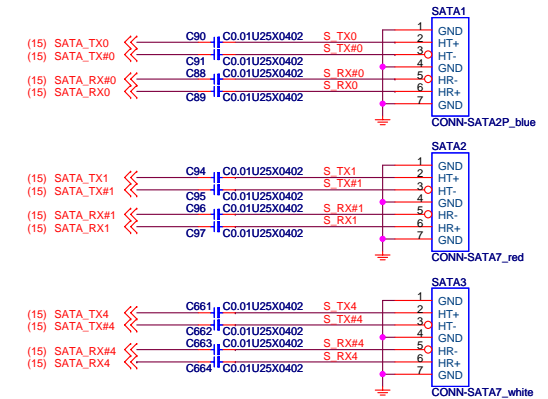 SATA1
C90 C0.01U25X0402 S_TX0 1 GND
(15) SATA_TX0 2 HT+
(15) SATA_TX#0 S_TX#0 3 HT-
C91 C0.01U25X0402 4 GND
C88 C0.01U25X0402 S_RX#0
(15) SATA_RX#0 5 HR-
(15) SATA_RX0 S_RX0 6 HR+
C89 C0.01U25X0402 7 GND
CONN-SATA2P_blue
SATA2
C94 C0.01U25X0402 S_TX1 1 GND
(15) SATA_TX1 2 HT+
(15) SATA_TX#1 S_TX#1 3 HT-
C95 C0.01U25X0402 4 GND
C96 C0.01U25X0402 S_RX#1
(15) SATA_RX#1 5 HR-
(15) SATA_RX1 S_RX1 6 HR+
C97 C0.01U25X0402 7 GND
CONN-SATA7_red
SATA3
C661 C0.01U25X0402 S_TX4 1 GND
(15) SATA_TX4 2 HT+
(15) SATA_TX#4 S_TX#4 3 HT-
C662 C0.01U25X0402 4 GND
C663 C0.01U25X0402 S_RX#4
(15) SATA_RX#4 5 HR-
(15) SATA_RX4 S_RX4 6 HR+
C664 C0.01U25X0402 7 GND
CONN-SATA7_white